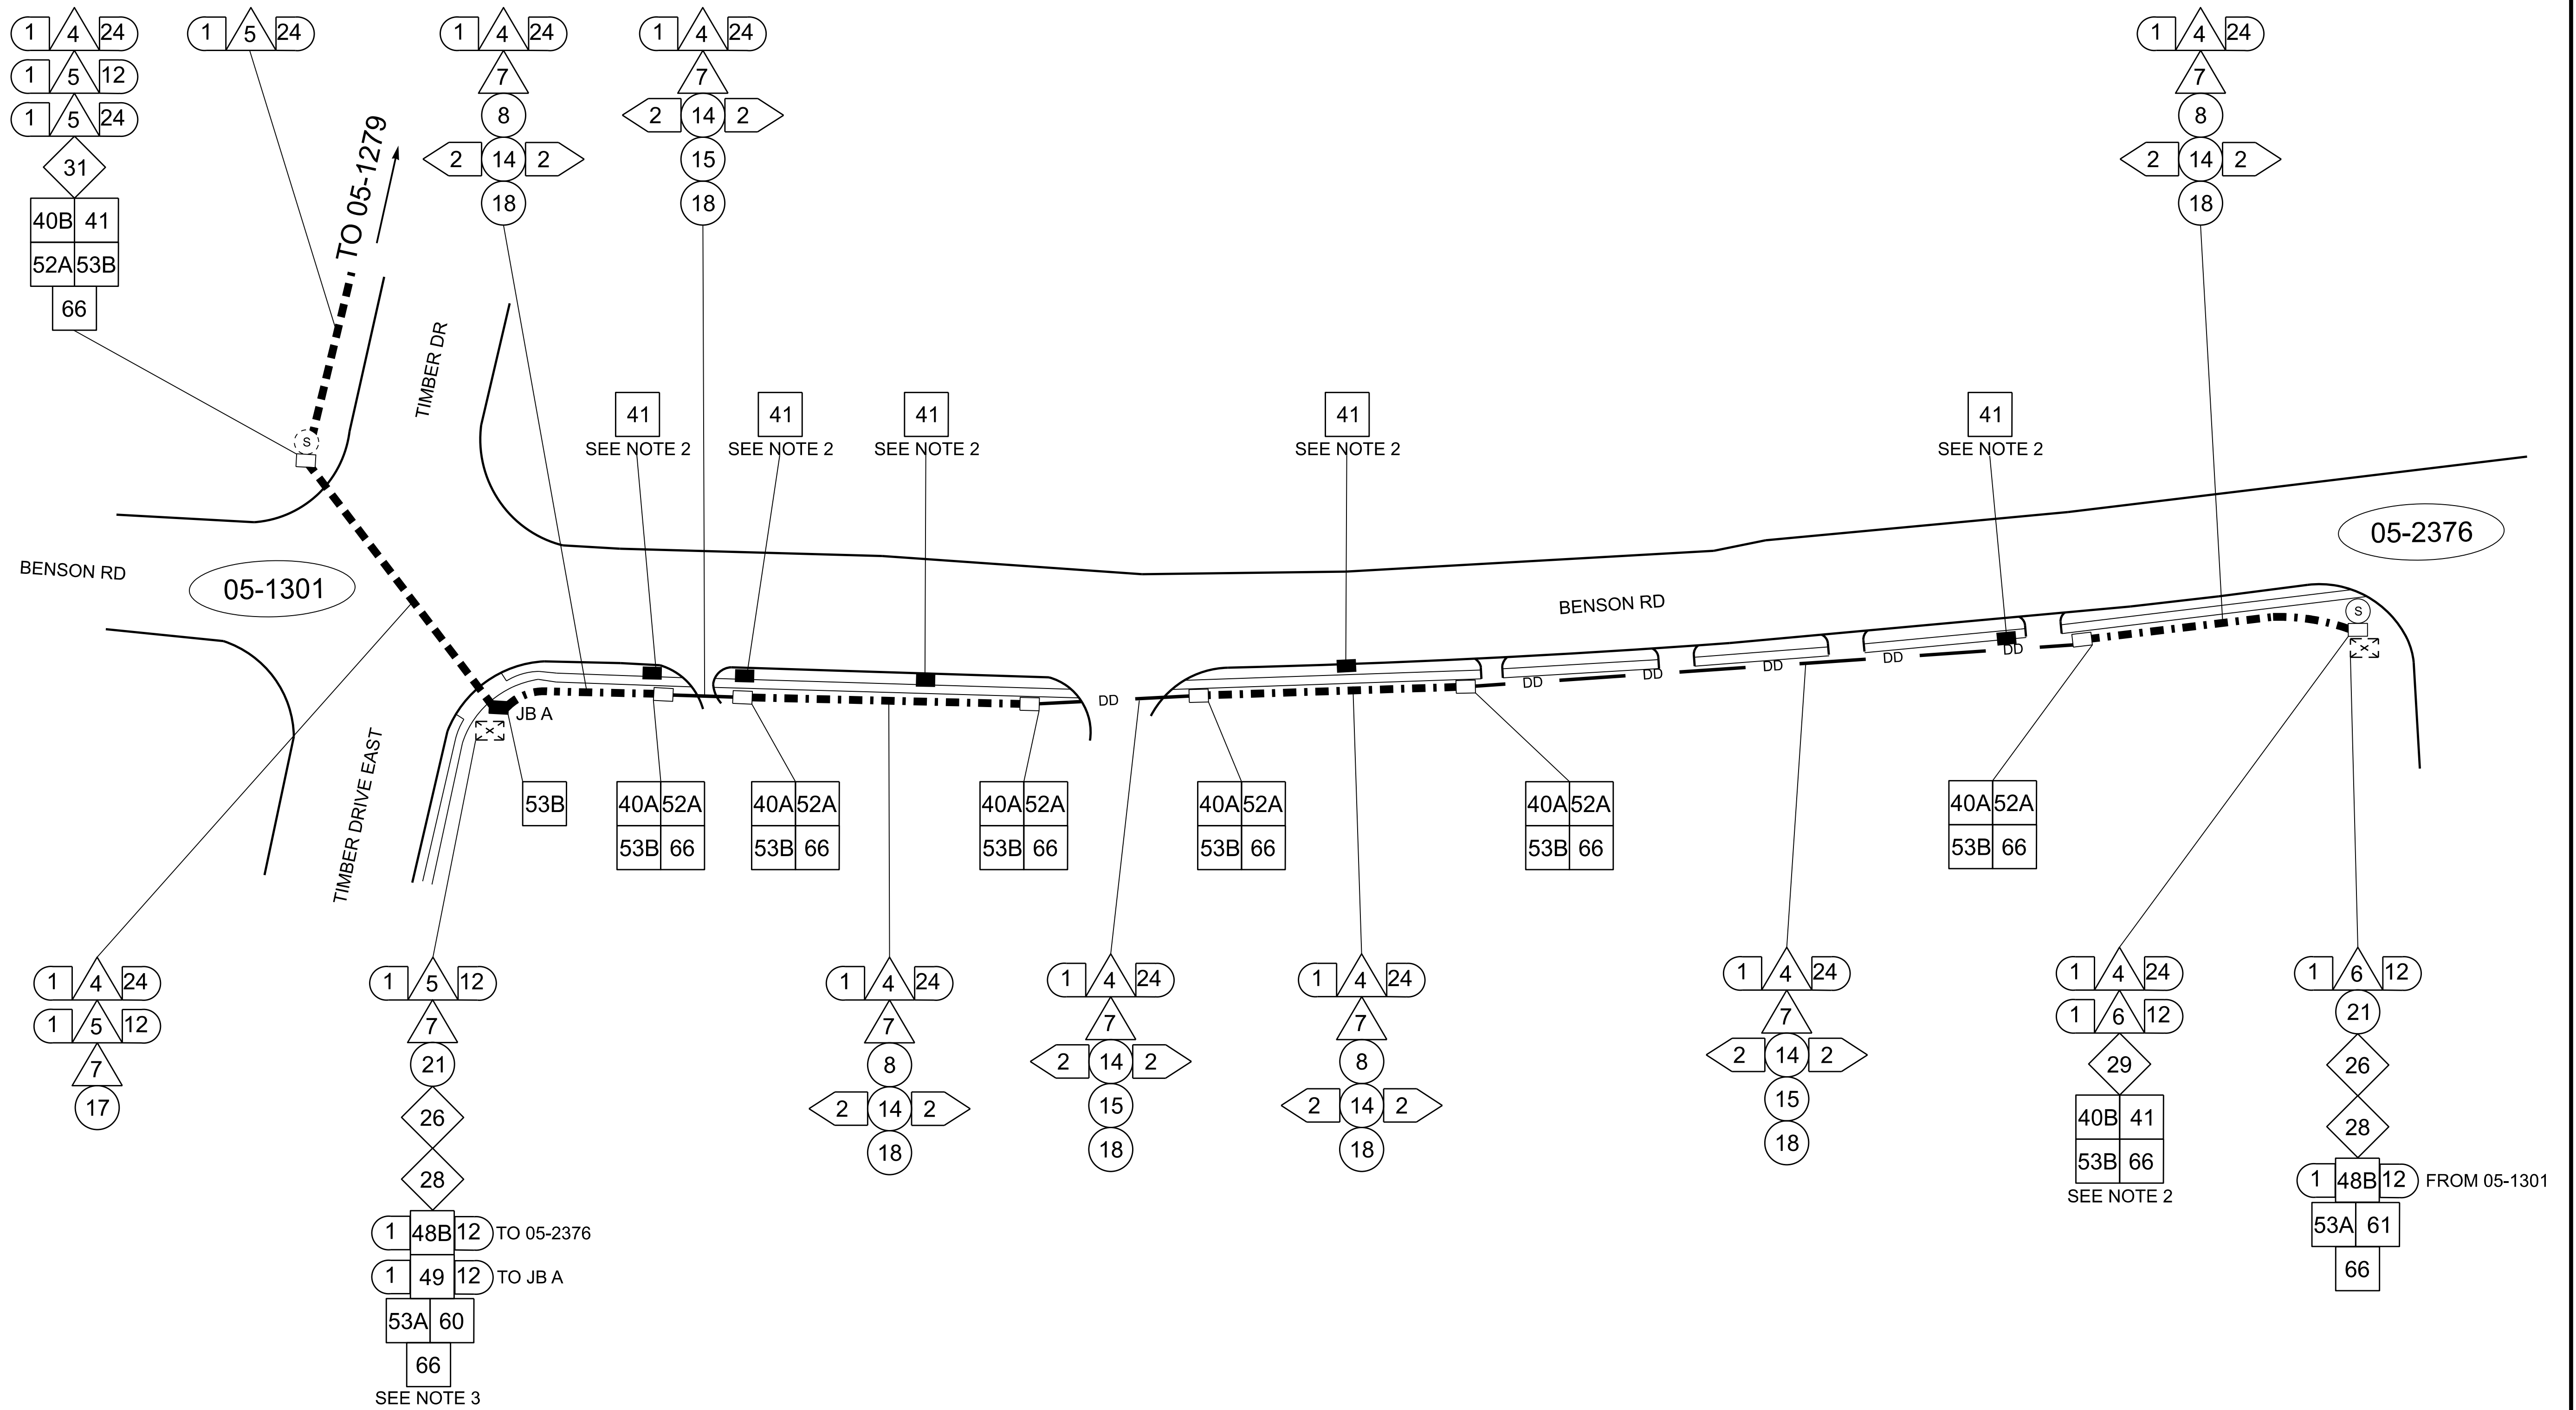 1 4 24
1 5 12
1 5 24
31
40B 41
52A 53B
66
1 5 24
1 4 24
7
8
2 14 2
18
1 4 24
7
2 14 2
15
18
1 4 24
7
8
2 14 2
18
TO 05-1279
TIMBER DR
S
41
SEE NOTE 2
41
SEE NOTE 2
41
SEE NOTE 2
41
SEE NOTE 2
41
SEE NOTE 2
BENSON RD
05-1301
BENSON RD
05-2376
S
X
JB A
X
DD
DD
DD
DD
DD
DD
TIMBER DRIVE EAST
53B
40A 52A
53B 66
40A 52A
53B 66
40A 52A
53B 66
40A 52A
53B 66
40A 52A
53B 66
40A 52A
53B 66
1 4 24
1 5 12
7
17
1 5 12
7
21
26
28
1 48B 12 TO 05-2376
1 49 12 TO JB A
53A 60
66
SEE NOTE 3
1 4 24
7
8
2 14 2
18
1 4 24
7
2 14 2
15
18
1 4 24
7
8
2 14 2
18
1 4 24
7
2 14 2
15
18
1 4 24
1 6 12
29
40B 41
53B 66
SEE NOTE 2
1 6 12
21
26
28
1 48B 12 FROM 05-1301
53A 61
66